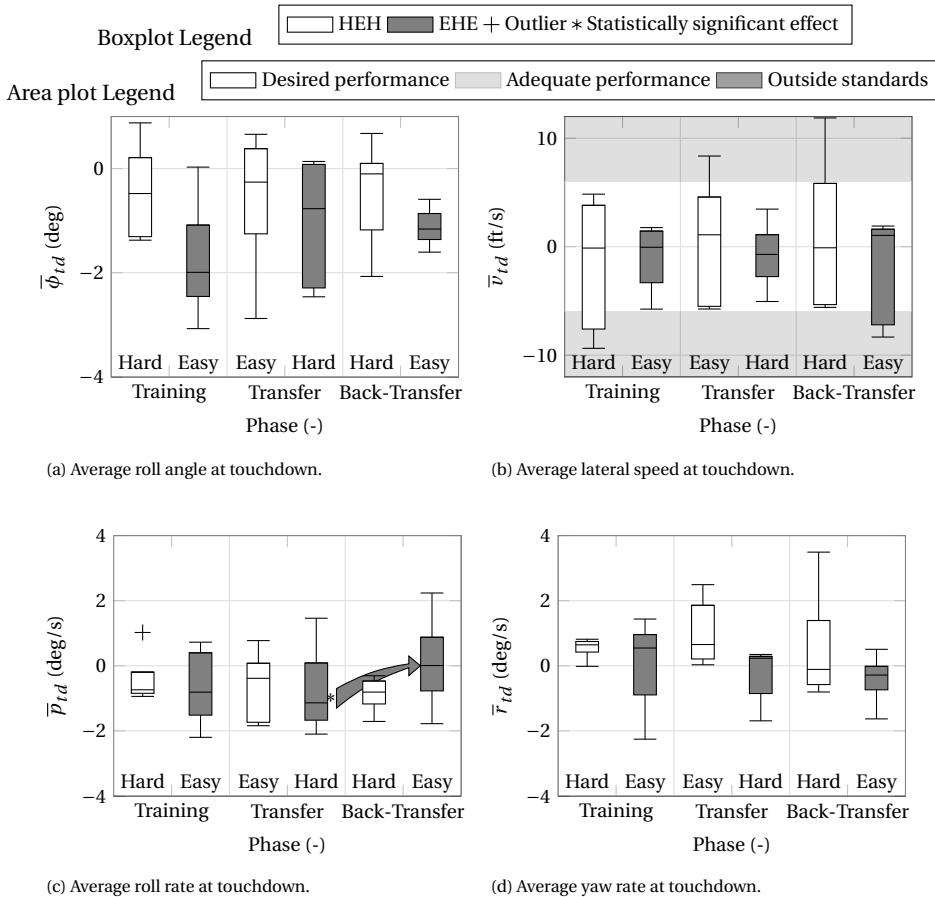 Boxplot Legend
HEH EHE + Outlier * Statistically significant effect
Area plot Legend
Desired performance Adequate performance Outside standards
0
−2
−4
ϕ̅td (deg)
Hard Easy Easy Hard Hard Easy
Training Transfer Back-Transfer
Phase (-)
(a) Average roll angle at touchdown.
10
0
−10
v̅td (ft/s)
Hard Easy Easy Hard Hard Easy
Training Transfer Back-Transfer
Phase (-)
(b) Average lateral speed at touchdown.
4
2
0
−2
−4
p̅td (deg/s)
*
Hard Easy Easy Hard Hard Easy
Training Transfer Back-Transfer
Phase (-)
(c) Average roll rate at touchdown.
4
2
0
−2
−4
r̅td (deg/s)
Hard Easy Easy Hard Hard Easy
Training Transfer Back-Transfer
Phase (-)
(d) Average yaw rate at touchdown.